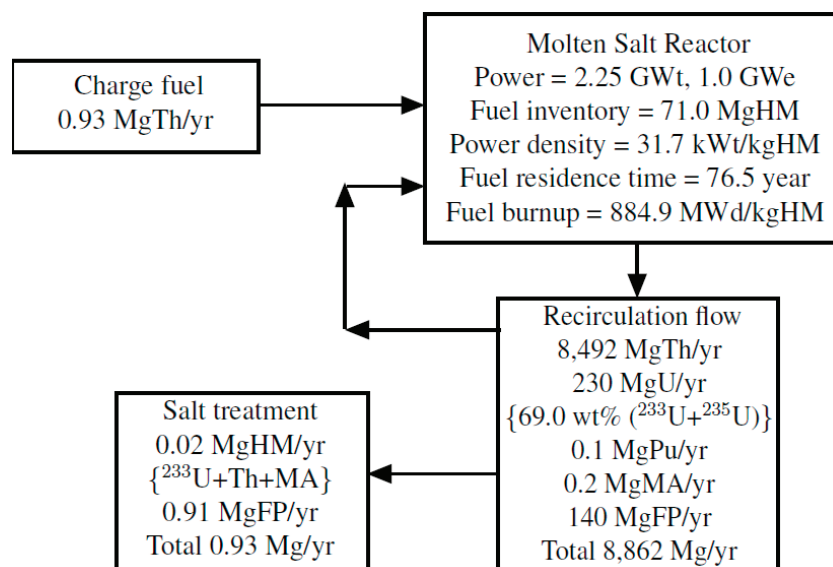 Charge fuel
0.93 MgTh/yr
Molten Salt Reactor
Power = 2.25 GWt, 1.0 GWe
Fuel inventory = 71.0 MgHM
Power density = 31.7 kWt/kgHM
Fuel residence time = 76.5 year
Fuel burnup = 884.9 MWd/kgHM
Recirculation flow
8,492 MgTh/yr
230 MgU/yr
{69.0 wt% (²³³U+²³⁵U)}
0.1 MgPu/yr
0.2 MgMA/yr
140 MgFP/yr
Total 8,862 Mg/yr
Salt treatment
0.02 MgHM/yr
{²³³U+Th+MA}
0.91 MgFP/yr
Total 0.93 Mg/yr